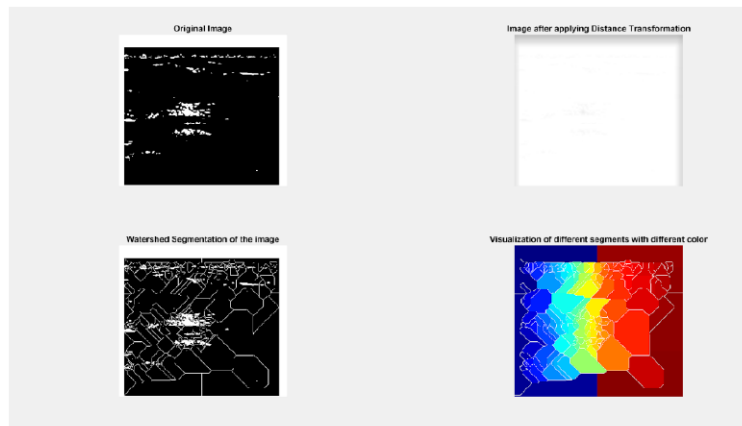 Original Image
Image after applying Distance Transformation
Watershed Segmentation of the image
Visualization of different segments with different color